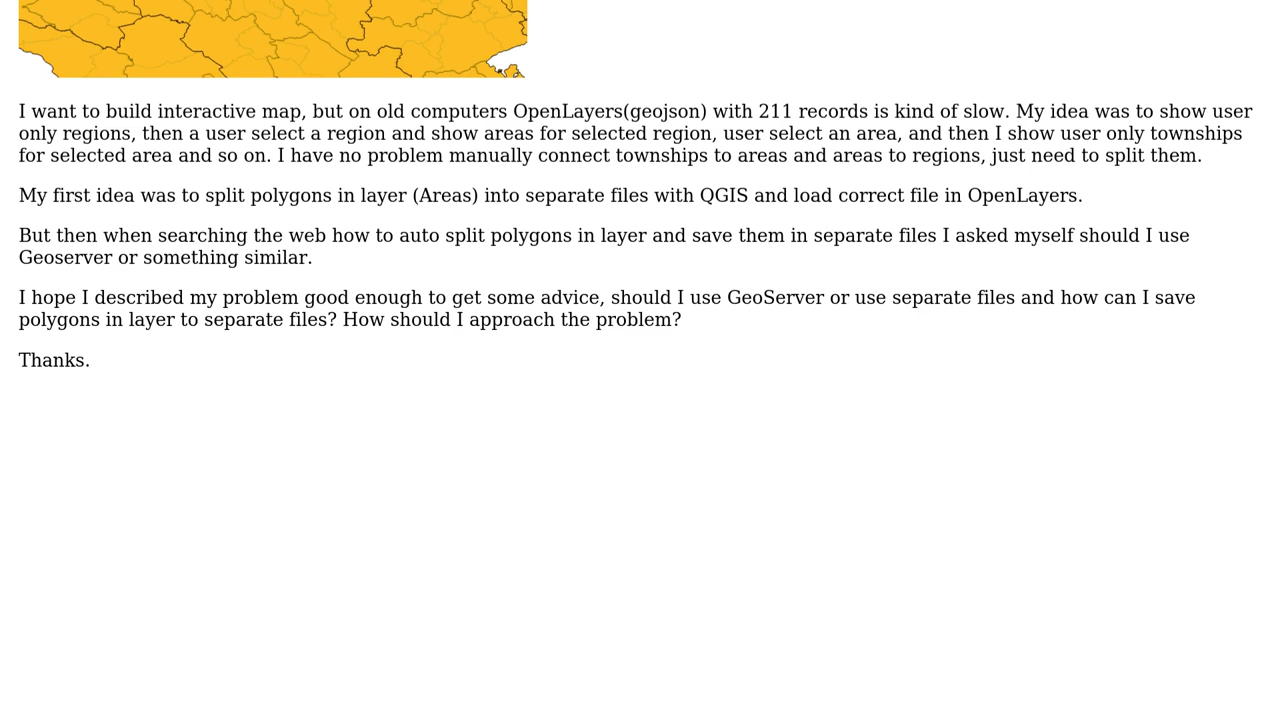 I want to build interactive map, but on old computers OpenLayers(geojson) with 211 records is kind of slow. My idea was to show user
only regions, then a user select a region and show areas for selected region, user select an area, and then I show user only townships
for selected area and so on. I have no problem manually connect townships to areas and areas to regions, just need to split them.
My first idea was to split polygons in layer (Areas) into separate files with QGIS and load correct file in OpenLayers.
But then when searching the web how to auto split polygons in layer and save them in separate files I asked myself should I use
Geoserver or something similar.
I hope I described my problem good enough to get some advice, should I use GeoServer or use separate files and how can I save
polygons in layer to separate files? How should I approach the problem?
Thanks.